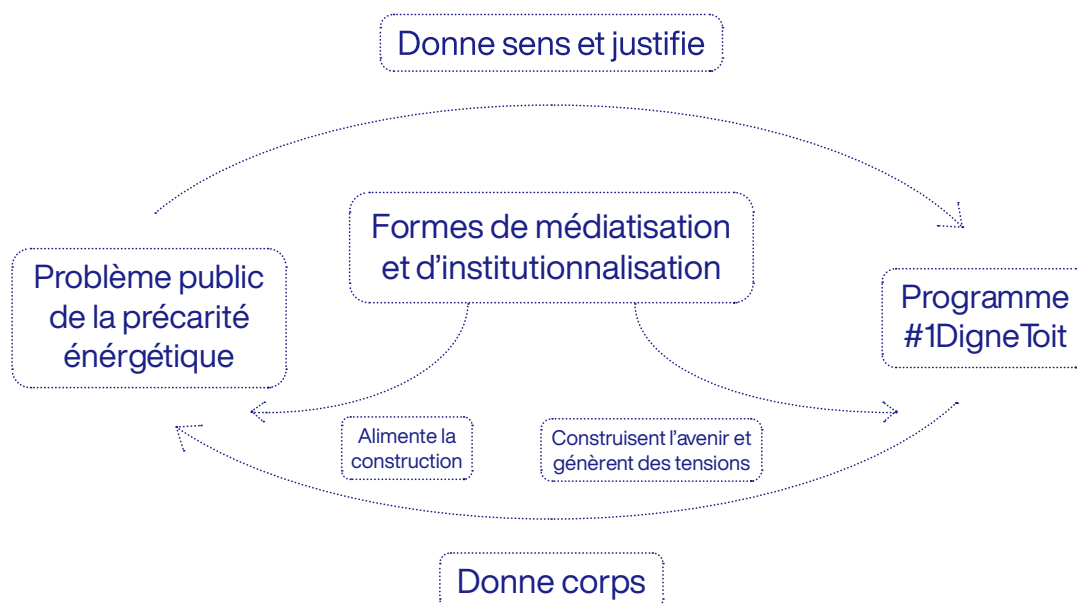 Donne sens et justifie
Formes de médiatisation
et d'institutionnalisation
Problème public
de la précarité
énérgétique
Programme
#1DigneToit
Alimente la
construction
Construisent l'avenir et
génèrent des tensions
Donne corps